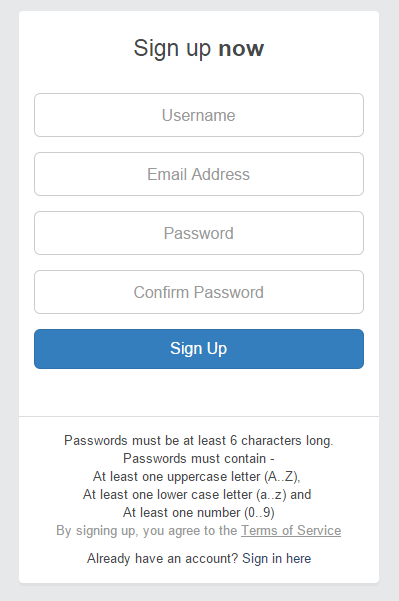 Sign up now
Username
Email Address
Password
Confirm Password
Sign Up
Passwords must be at least 6 characters long.
Passwords must contain -
At least one uppercase letter (A..Z),
At least one lower case letter (a..z) and
At least one number (0..9)
By signing up, you agree to the Terms of Service
Already have an account? Sign in here